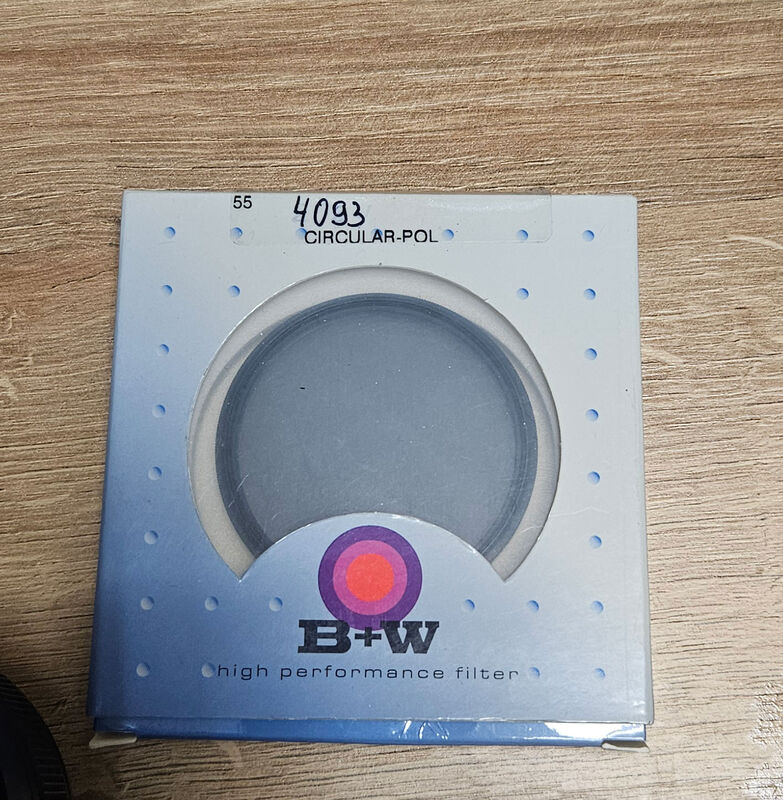 55
4093
CIRCULAR-POL
B+W
high performance filter